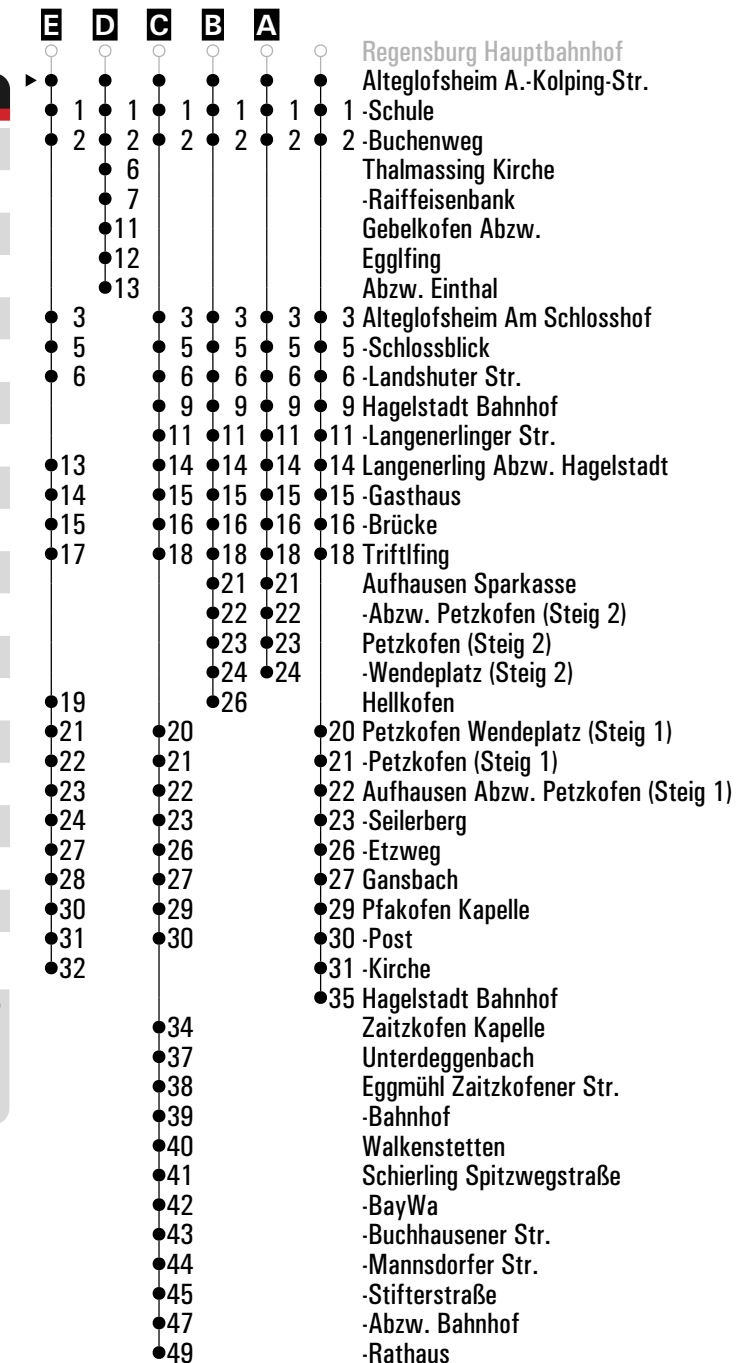 E D C B A
Regensburg Hauptbahnhof
Alteglofsheim A.-Kolping-Str.
1 1 1 1 1 1 -Schule
2 2 2 2 2 2 -Buchenweg
6 Thalmassing Kirche
7 -Raiffeisenbank
11 Gebelkofen Abzw.
12 Egglfing
13 Abzw. Einthal
3 3 3 3 3 Alteglofsheim Am Schlosshof
5 5 5 5 5 -Schlossblick
6 6 6 6 6 -Landshuter Str.
9 9 9 9 Hagelstadt Bahnhof
11 11 11 11 -Langenerlinger Str.
13 14 14 14 14 Langenerling Abzw. Hagelstadt
14 15 15 15 15 -Gasthaus
15 16 16 16 16 -Brücke
17 18 18 18 18 Triftlfing
21 21 Aufhausen Sparkasse
22 22 -Abzw. Petzkofen (Steig 2)
23 23 Petzkofen (Steig 2)
24 24 -Wendeplatz (Steig 2)
19 26 Hellkofen
21 20 20 Petzkofen Wendeplatz (Steig 1)
22 21 21 -Petzkofen (Steig 1)
23 22 22 Aufhausen Abzw. Petzkofen (Steig 1)
24 23 23 -Seilerberg
27 26 26 -Etzweg
28 27 27 Gansbach
30 29 29 Pfakofen Kapelle
31 30 30 -Post
32 31 -Kirche
35 Hagelstadt Bahnhof
34 Zaitzkofen Kapelle
37 Unterdeggenbach
38 Eggmühl Zaitzkofener Str.
39 -Bahnhof
40 Walkenstetten
41 Schierling Spitzwegstraße
42 -BayWa
43 -Buchhausener Str.
44 -Mannsdorfer Str.
45 -Stifterstraße
47 -Abzw. Bahnhof
49 -Rathaus